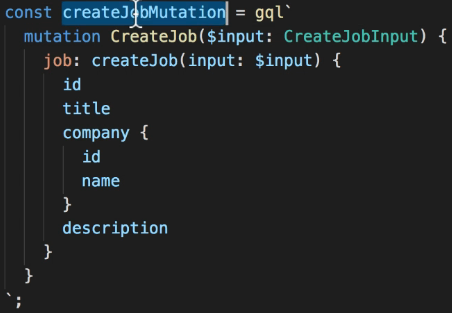 const createJobMutation = gql`
  mutation CreateJob($input: CreateJobInput) {
    job: createJob(input: $input) {
      id
      title
      company {
        id
        name
      }
      description
    }
  }
`;